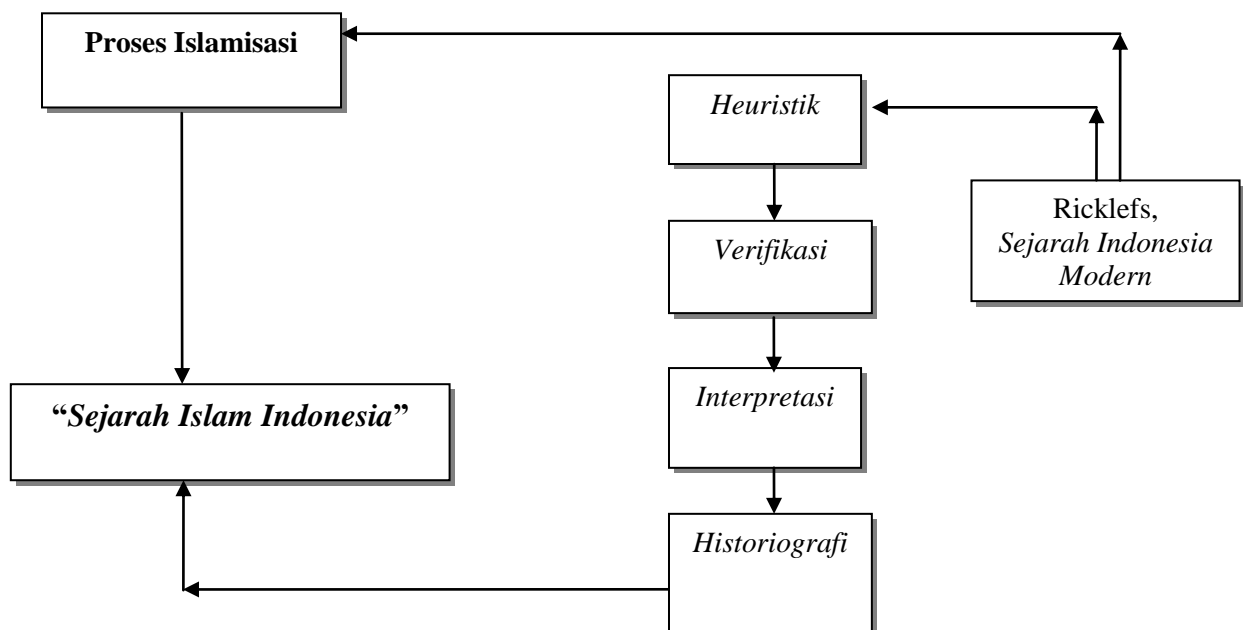 Proses Islamisasi
Heuristik
Ricklefs,
Sejarah Indonesia
Modern
Verifikasi
Interpretasi
“Sejarah Islam Indonesia”
Historiografi